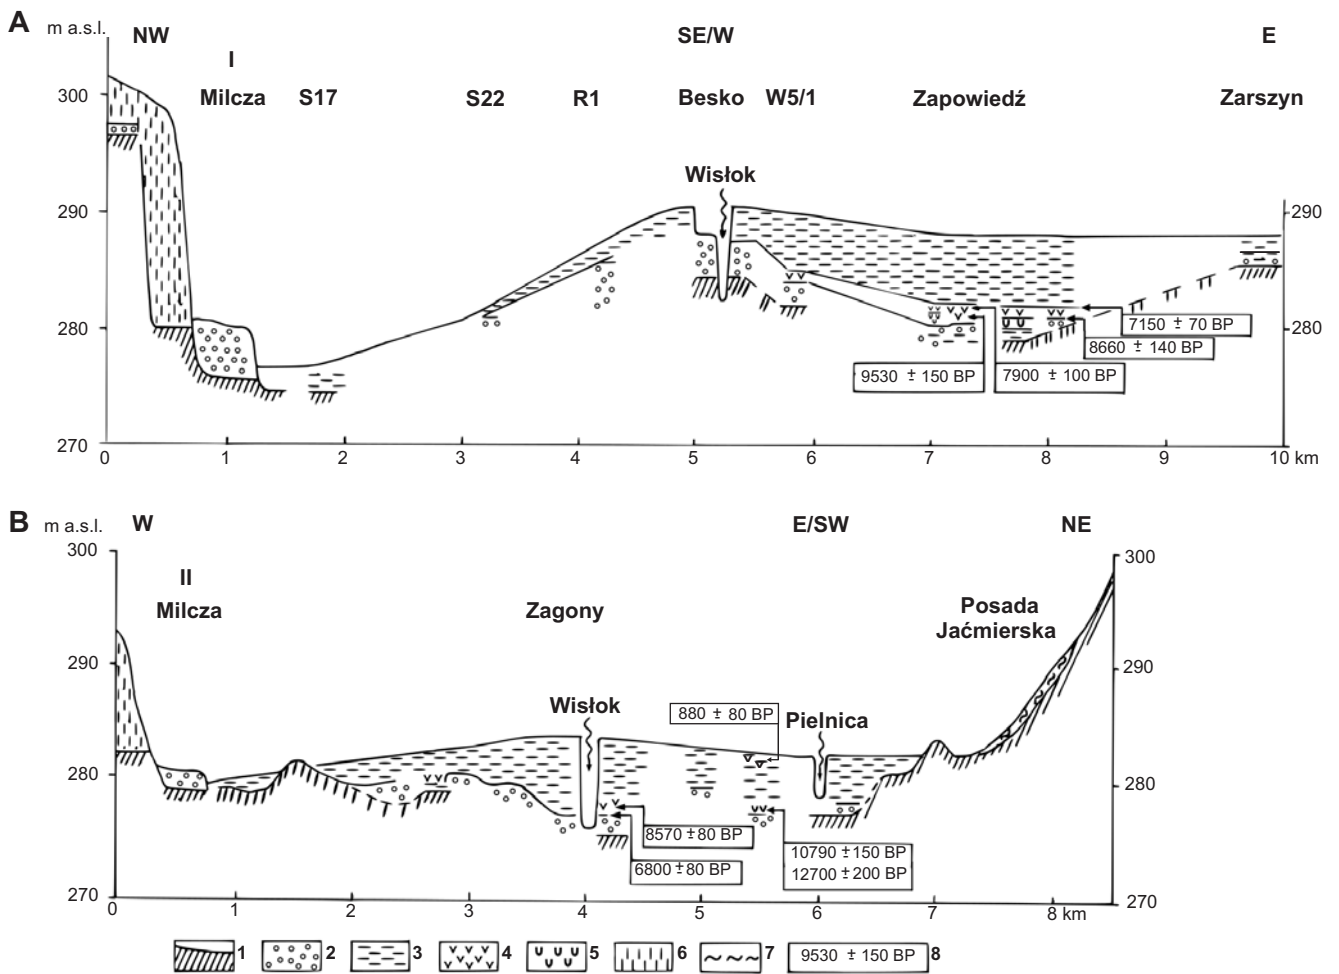 A m a.s.l. NW SE/W E
I
Milcza S17 S22 R1 Besko W5/1 Zapowiedź Zarszyn
300
Wisłok
290 290
280 280
7150 ± 70 BP
8660 ± 140 BP
9530 ± 150 BP 7900 ± 100 BP
270
0 1 2 3 4 5 6 7 8 9 10 km
B m a.s.l. W E/SW NE
300 300
II
Milcza Zagony Posada
Jaćmierska
290 290
Wisłok 880 ± 80 BP Pielnica
280 280
8570 ± 80 BP
6800 ± 80 BP
10790 ± 150 BP
12700 ± 200 BP
270 270
0 1 2 3 4 5 6 7 8 km
1 2 3 4 5 6 7 9530 ± 150 BP 8